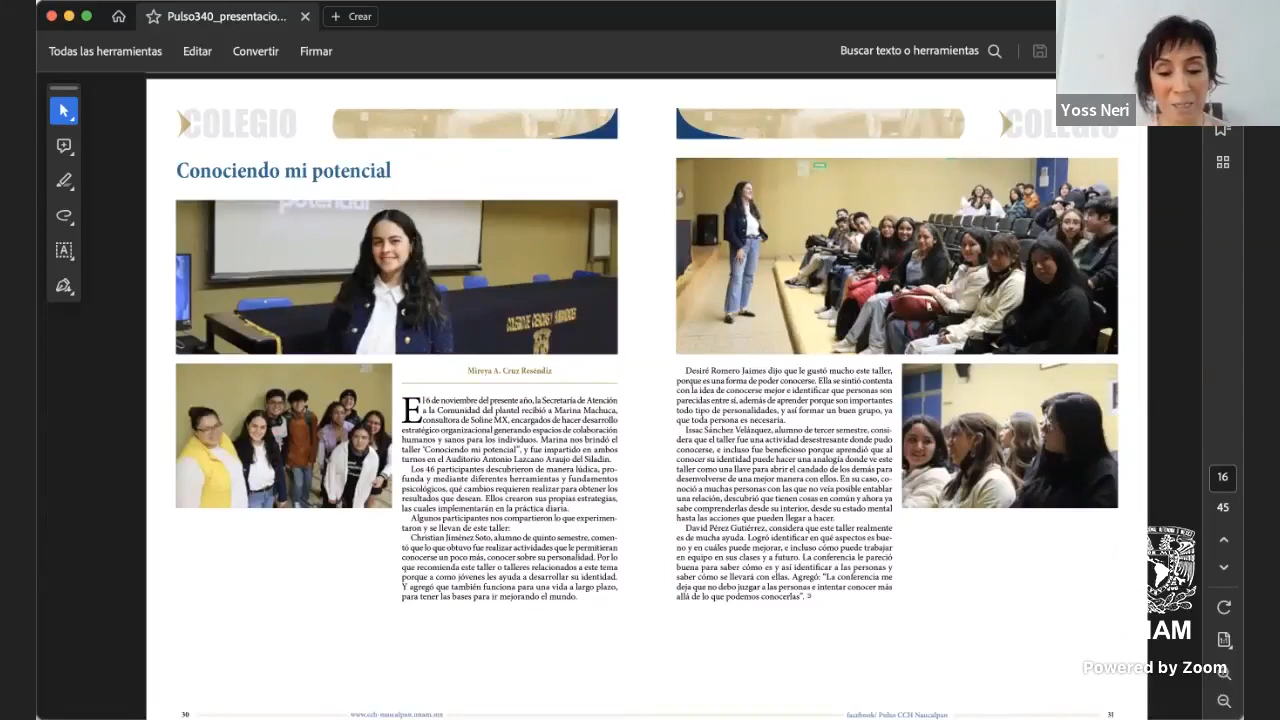 Pulso340_presentacio...
Crear
Todas las herramientas
Editar
Convertir
Firmar
Buscar texto o herramientas
Yoss Neri
COLEGIO
COLEGIO
Conociendo mi potencial
potencial
COLEGIO DE CIENCIAS Y HUMANIDADES
Mireya A. Cruz Reséndiz
El 16 de noviembre del presente año, la Secretaría de Atención
a la Comunidad del plantel recibió a Marina Machuca,
consultora de Soline MX, encargados de hacer desarrollo
estratégico organizacional generando espacios de colaboración
humanos y sanos para los individuos. Marina nos brindó el
taller "Conociendo mi potencial", y fue impartido en ambos
turnos en el Auditorio Antonio Lazcano Araujo del Siladin.
Los 46 participantes descubrieron de manera lúdica, pro-
funda y mediante diferentes herramientas y fundamentos
psicológicos, qué cambios requieren realizar para obtener los
resultados que desean. Ellos crearon sus propias estrategias,
las cuales implementarán en la práctica diaria.
Algunos participantes nos compartieron lo que experimen-
taron y se llevan de este taller:
Christian Jiménez Soto, alumno de quinto semestre, comen-
tó que lo que obtuvo fue realizar actividades que le permitieran
conocerse un poco más, conocer sobre su personalidad. Por lo
que recomienda este taller o talleres relacionados a este tema
porque a como jóvenes les ayuda a desarrollar su identidad.
Y agregó que también funciona para una vida a largo plazo,
para tener las bases para ir mejorando el mundo.
Desiré Romero Jaimes dijo que le gustó mucho este taller,
porque es una forma de poder conocerse. Ella se sintió contenta
con la idea de conocerse mejor e identificar que personas son
parecidas entre sí, además de aprender porque son importantes
todo tipo de personalidades, y así formar un buen grupo, ya
que toda persona es necesaria.
Issac Sánchez Velázquez, alumno de tercer semestre, consi-
dera que el taller fue una actividad desestresante donde pudo
conocerse, e incluso fue beneficioso porque aprendió que al
conocer su identidad puede hacer una analogía donde ve este
taller como una llave para abrir el candado de los demás para
desenvolverse de una mejor manera con ellos. En su caso, co-
noció a muchas personas con las que no veía posible entablar
una relación, descubrió que tienen cosas en común y ahora ya
sabe comprenderlas desde su interior, desde su estado mental
hasta las acciones que pueden llegar a hacer.
David Pérez Gutiérrez, considera que este taller realmente
es de mucha ayuda. Logró identificar en qué aspectos es bue-
no y en cuáles puede mejorar, e incluso cómo puede trabajar
en equipo en sus clases y a futuro. La conferencia le pareció
buena para saber cómo es y así identificar a las personas y
saber cómo se llevará con ellas. Agregó: "La conferencia me
deja que no debo juzgar a las personas e intentar conocer más
allá de lo que podemos conocerlas".
30
www.cch-naucalpan.unam.mx
facebook/ Pulso CCH Naucalpan
31
16
45
UNAM
Powered by Zoom